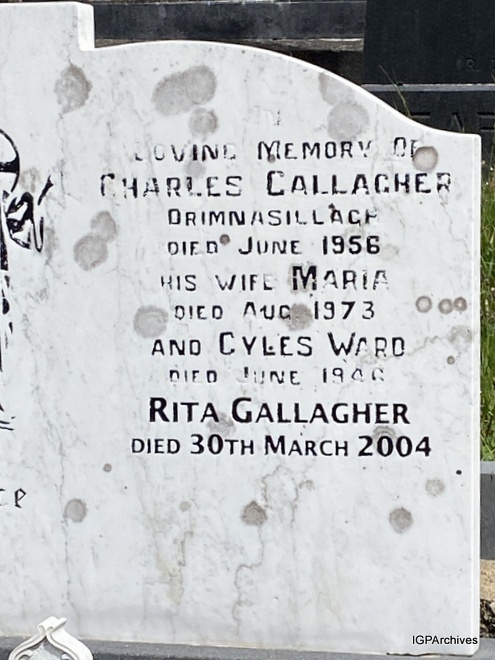 IN
LOVING MEMORY OF
CHARLES GALLAGHER
DRIMNASILLAGH
DIED JUNE 1956
HIS WIFE MARIA
DIED AUG 1973
AND GYLES WARD
DIED JUNE
RITA GALLAGHER
DIED 30TH MARCH 2004
IGPArchives